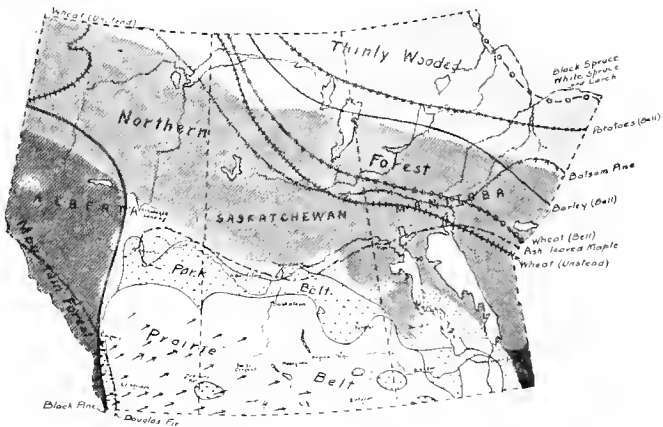 Wheat (Unstead)
Thinly Wooded
Black Spruce
White Spruce
and Larch
Northern
Potatoes (Bell)
Forest
Balsam Pine
ALBERTA
SASKATCHEWAN
MANITOBA
Barley (Bell)
Wheat (Bell)
Ash leaved Maple
Wheat (Unstead)
Mountain Forest
Park
Belt
Prairie
Belt
Black Pine
Douglas Fir